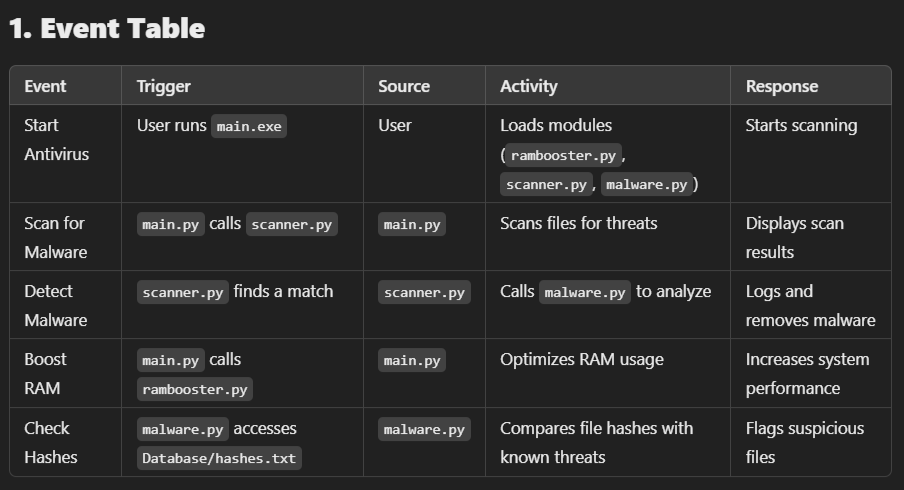 1. Event Table
Event Trigger Source Activity Response
Start Antivirus User runs main.exe User Loads modules (rambooster.py, scanner.py, malware.py) Starts scanning
Scan for Malware main.py calls scanner.py main.py Scans files for threats Displays scan results
Detect Malware scanner.py finds a match scanner.py Calls malware.py to analyze Logs and removes malware
Boost RAM main.py calls rambooster.py main.py Optimizes RAM usage Increases system performance
Check Hashes malware.py accesses Database/hashes.txt malware.py Compares file hashes with known threats Flags suspicious files